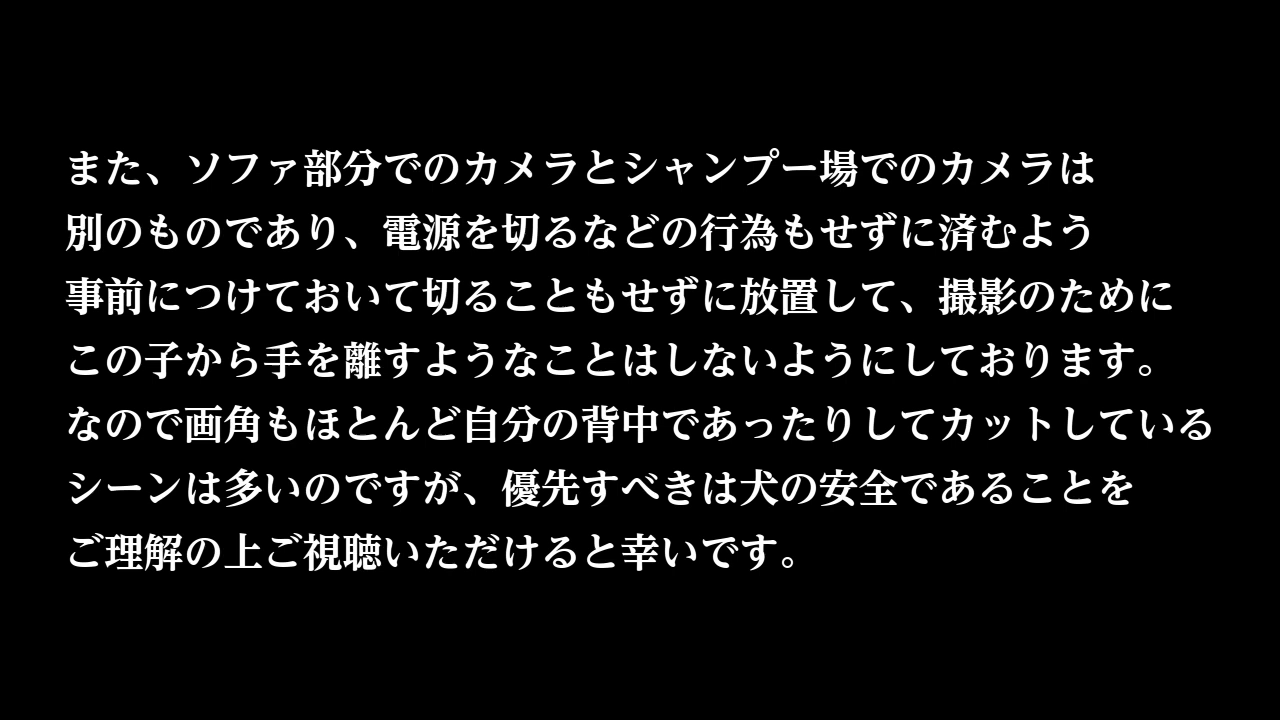 また、ソファ部分でのカメラとシャンプー場でのカメラは
別のものであり、電源を切るなどの行為もせずに済むよう
事前につけておいて切ることもせずに放置して、撮影のために
この子から手を離すようなことはしないようにしております。
なので画角もほとんど自分の背中であったりしてカットしている
シーンは多いのですが、優先すべきは犬の安全であることを
ご理解の上ご視聴いただけると幸いです。